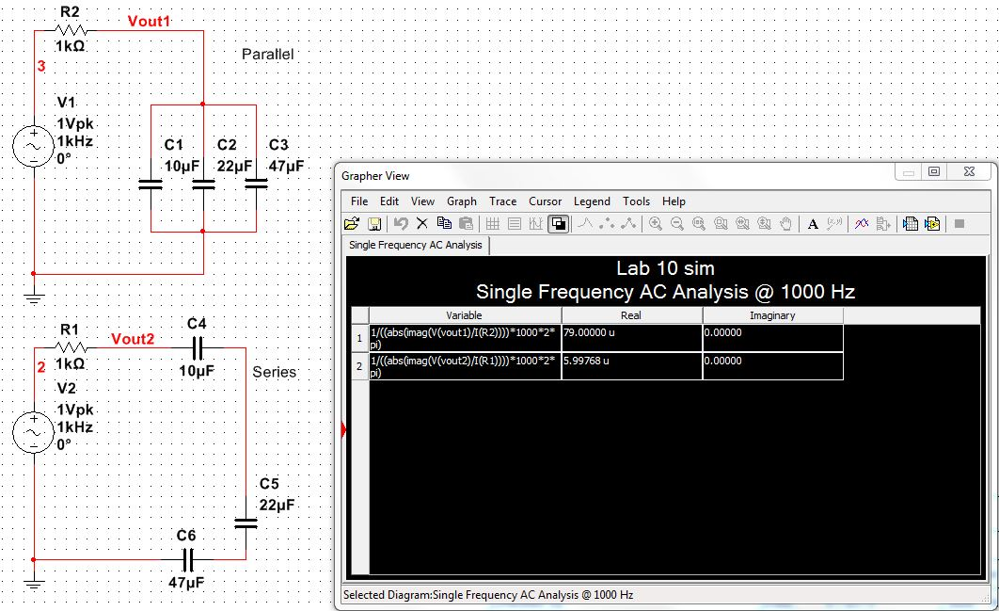 R2
Vout1
1kΩ
Parallel
3
V1
1Vpk
1kHz
0°
C1
10µF
C2
22µF
C3
47µF
R1
Vout2
1kΩ
C4
10µF
Series
2
V2
1Vpk
1kHz
0°
C5
22µF
C6
47µF
Grapher View
File Edit View Graph Trace Cursor Legend Tools Help
A
Single Frequency AC Analysis
Lab 10 sim
Single Frequency AC Analysis @ 1000 Hz
Variable Real Imaginary
1 1/((abs(imag(V(vout1)/I(R2))))*1000*2* 79.00000 u 0.00000
pi)
2 1/((abs(imag(V(vout2)/I(R1))))*1000*2* 5.99768 u 0.00000
pi)
Selected Diagram:Single Frequency AC Analysis @ 1000 Hz